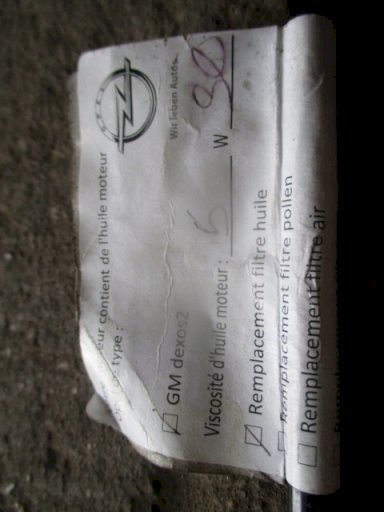 Wir leben Autos.
eur contient de l'huile moteur
type :
GM dexos2
Viscosité d'huile moteur : 5 W 30
Remplacement filtre huile
Remplacement filtre pollen
Remplacement filtre air